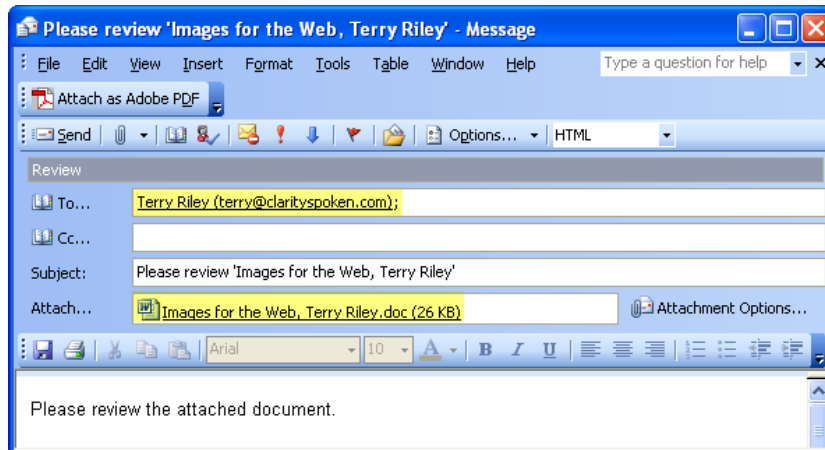 Please review 'Images for the Web, Terry Riley' - Message
File Edit View Insert Format Tools Table Window Help Type a question for help
Attach as Adobe PDF
Send Options... HTML
Review
To... Terry Riley (terry@clarityspoken.com);
Cc...
Subject: Please review 'Images for the Web, Terry Riley'
Attach... Images for the Web, Terry Riley.doc (26 KB) Attachment Options...
Arial 10 A B I U
Please review the attached document.